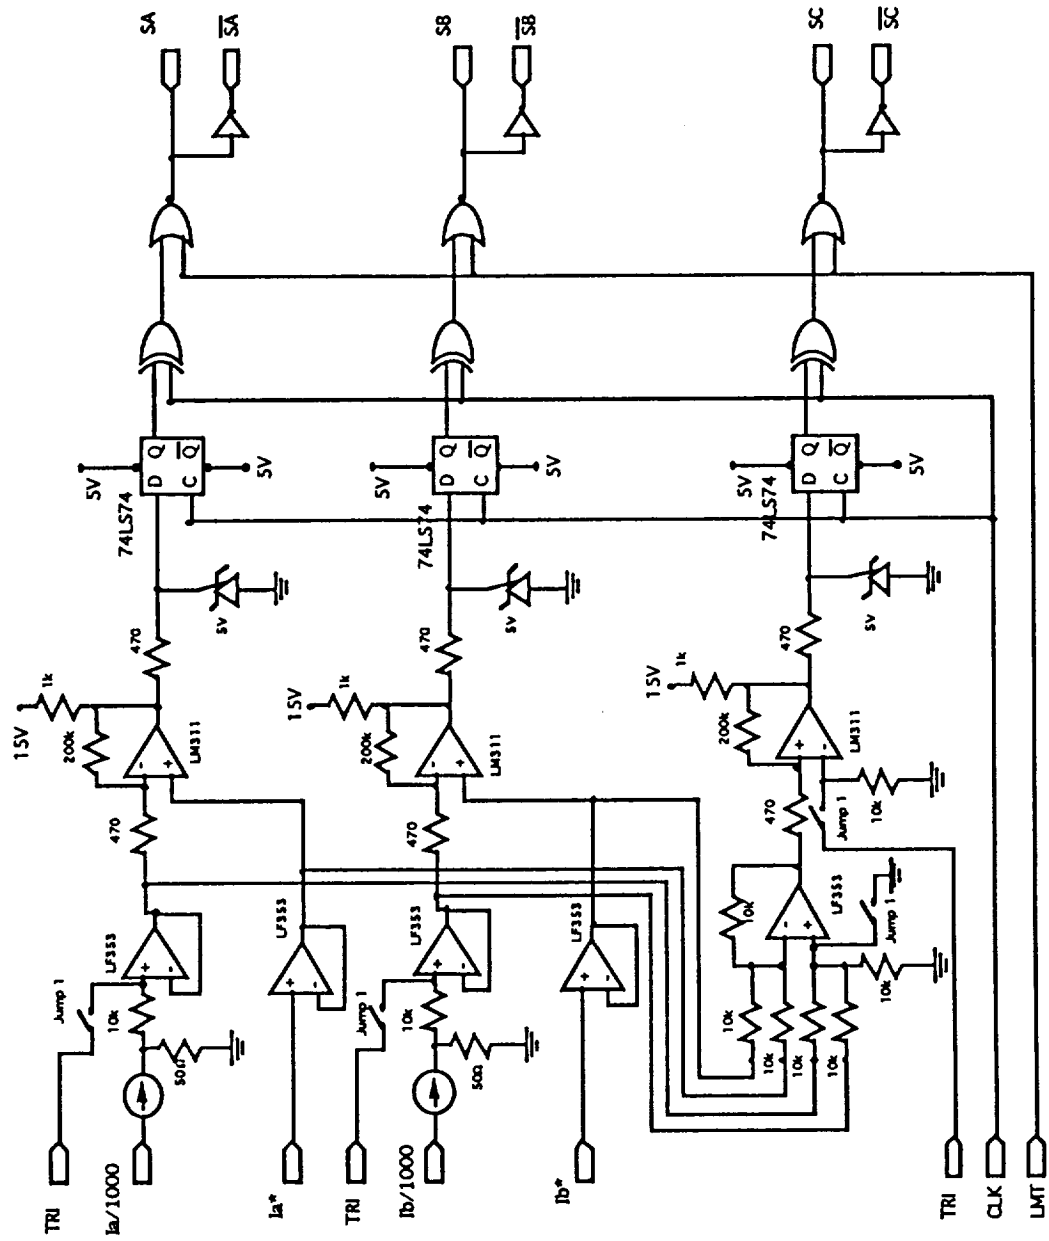 SA
SA
SB
SB
SC
SC
5V
Q
D
Q
C
5V
74LS74
5V
Q
D
Q
C
5V
74LS74
5V
Q
D
Q
C
5V
74LS74
5V
5V
5V
470
470
470
15V
1k
200k
-
+
LM311
15V
1k
200k
-
+
LM311
15V
1k
200k
+
-
LM311
470
470
470
Jump 1
10k
LF353
+
-
LF353
+
-
LF353
+
-
LF353
+
-
10k
-
+
LF353
Jump 1
10k
Jump 1
10k
50Ω
Jump 1
10k
50Ω
10k
10k
10k
10k
TRI
Ia/1000
Ia*
TRI
Ib/1000
Ib*
TRI
CLK
LMT